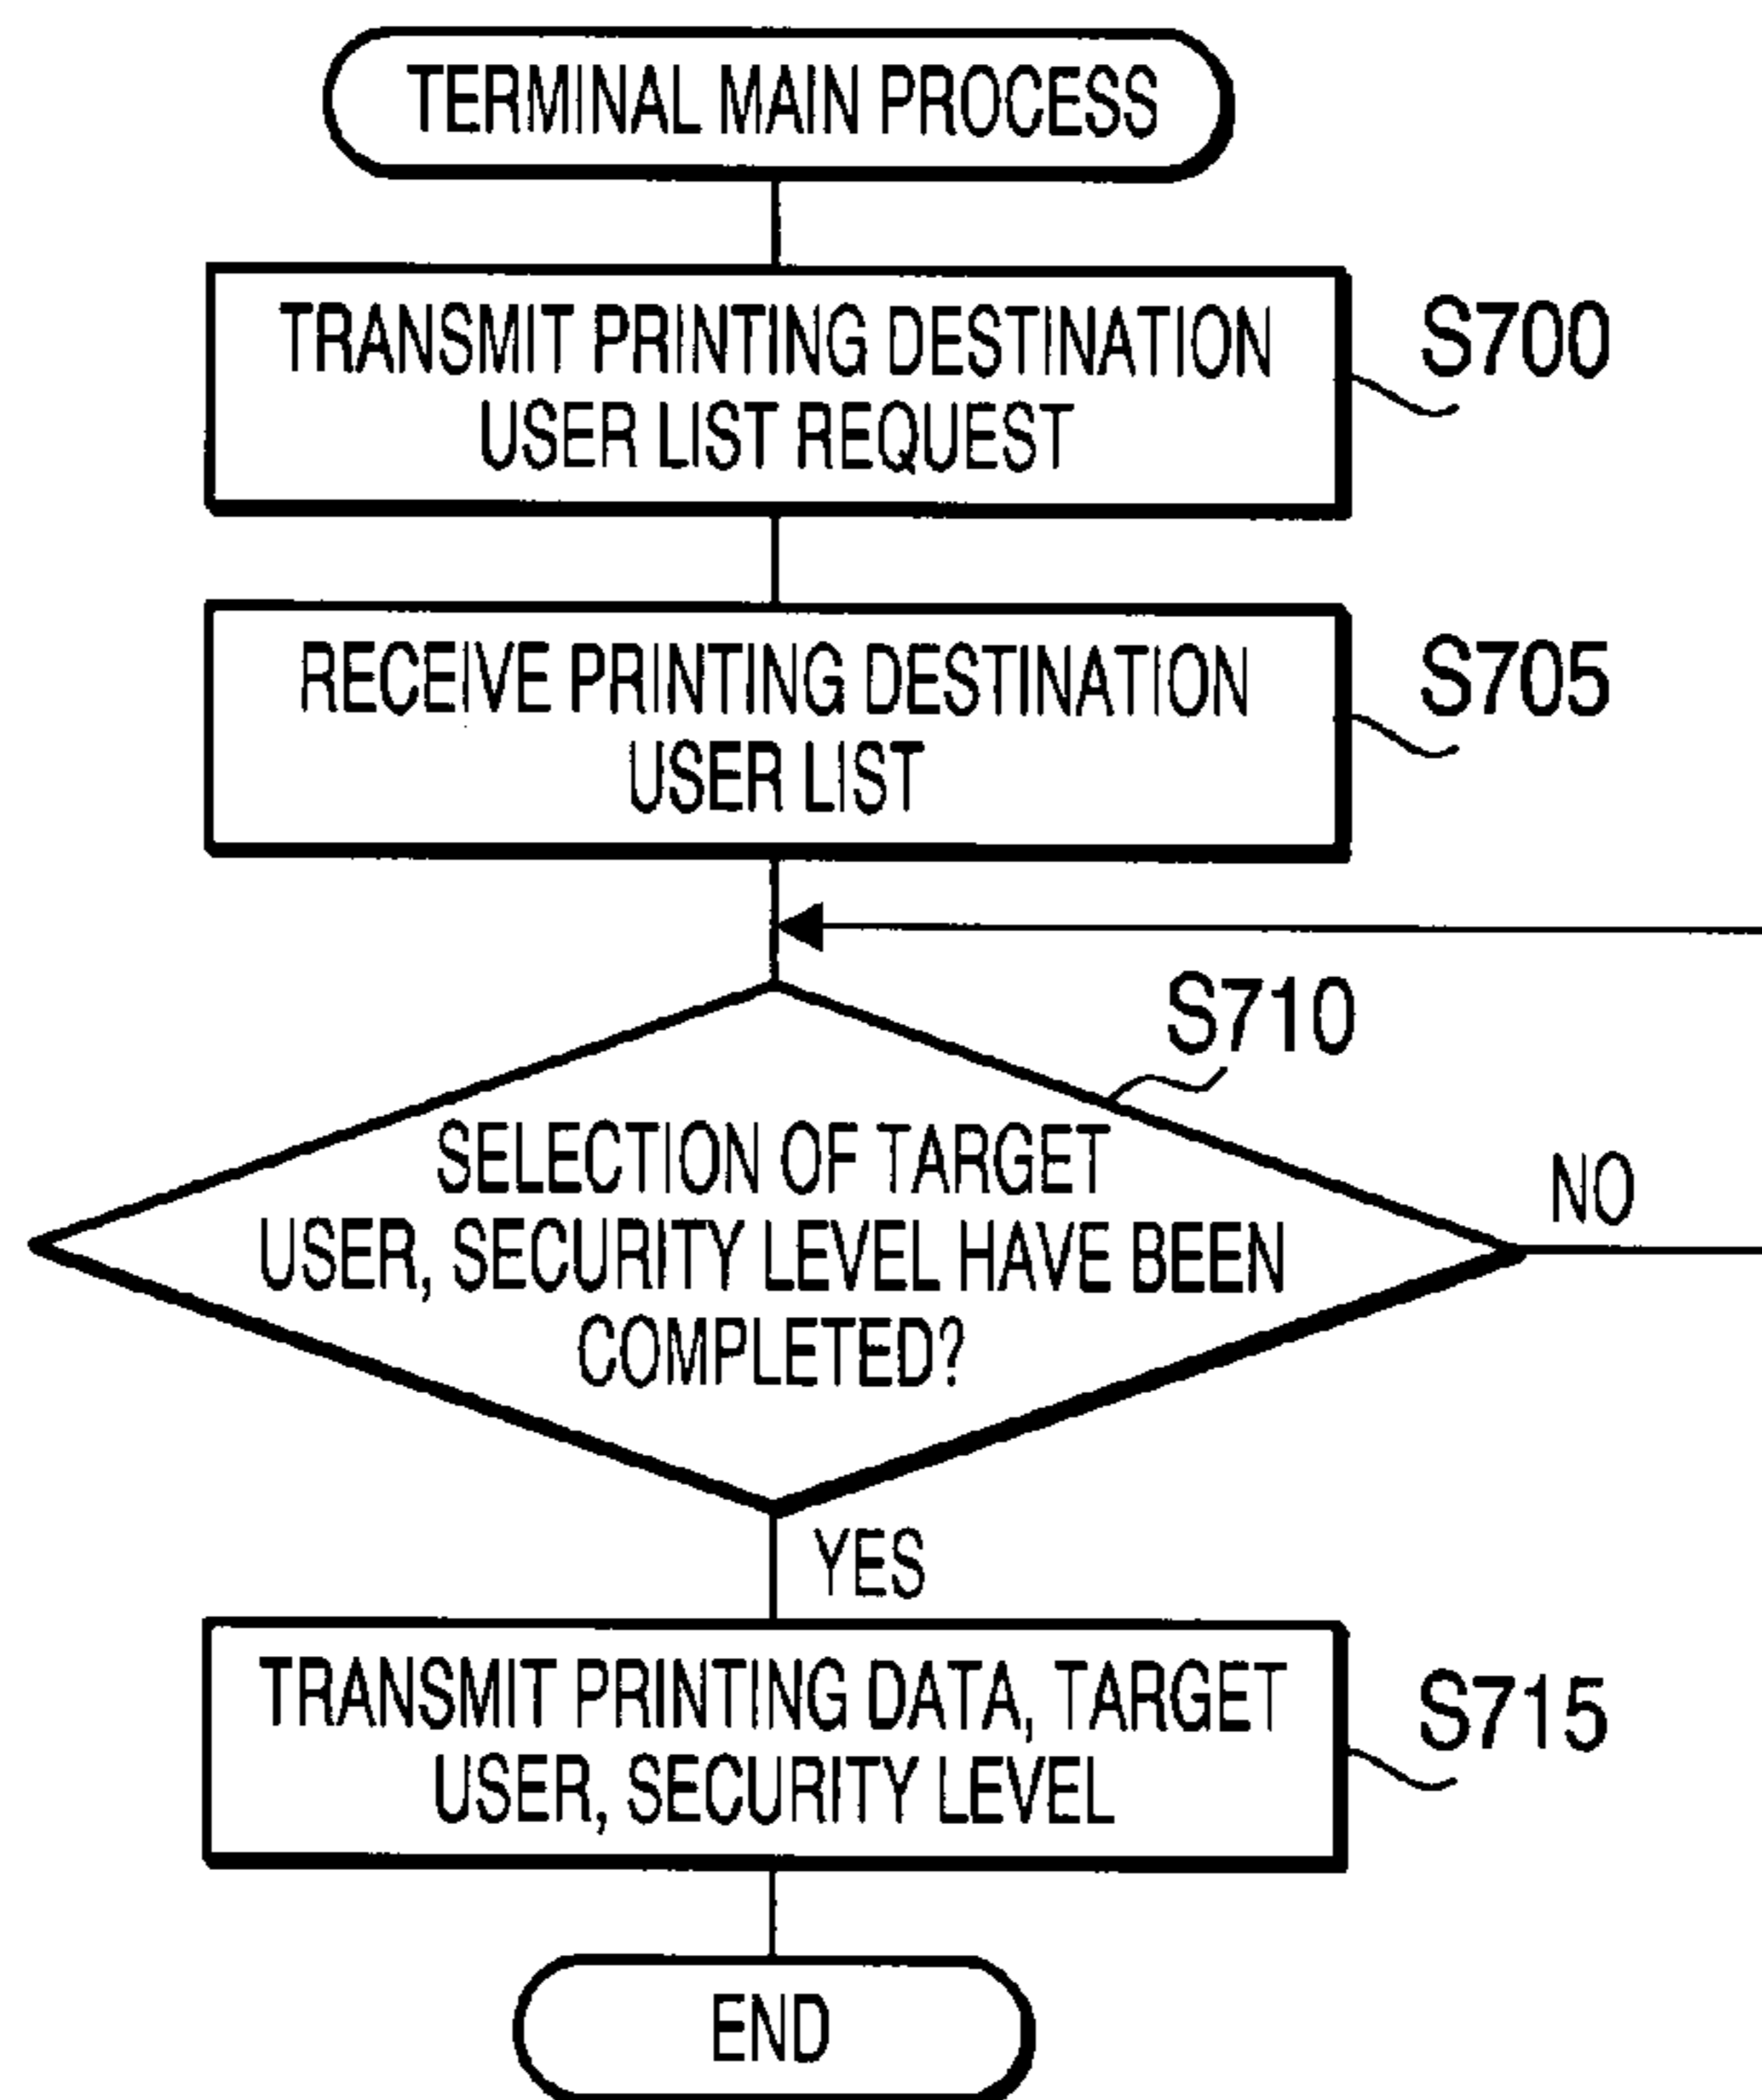 TERMINAL MAIN PROCESS
TRANSMIT PRINTING DESTINATION
USER LIST REQUEST
S700
RECEIVE PRINTING DESTINATION
USER LIST
S705
S710
SELECTION OF TARGET
USER, SECURITY LEVEL HAVE BEEN
COMPLETED?
NO
YES
TRANSMIT PRINTING DATA, TARGET
USER, SECURITY LEVEL
S715
END